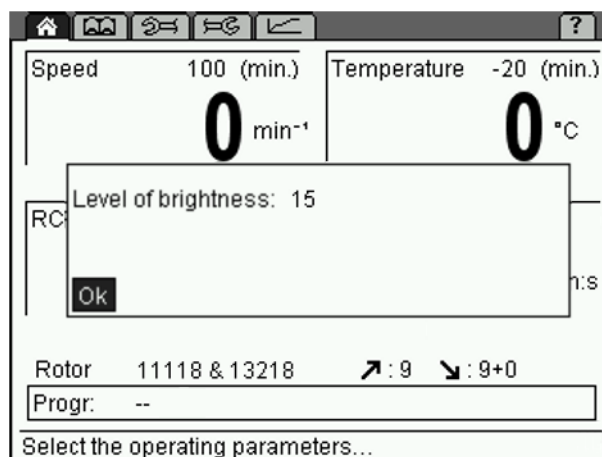 ?
Speed 100 (min.)
Temperature -20 (min.)
0 min⁻¹
0 °C
Level of brightness: 15
Ok
Rotor 11118 & 13218 ↗: 9 ↘: 9+0
Progr: --
Select the operating parameters...